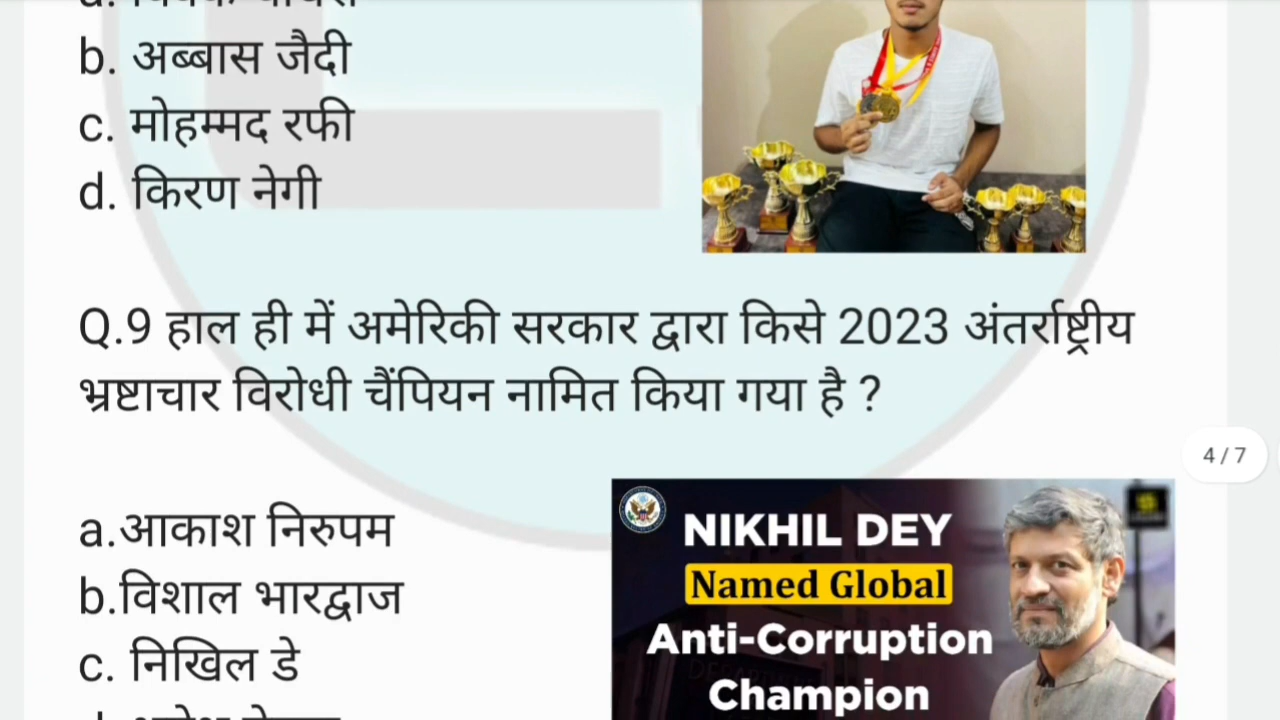 b. अब्बास जैदी
c. मोहम्मद रफी
d. किरण नेगी
Q.9 हाल ही में अमेरिकी सरकार द्वारा किसे 2023 अंतर्राष्ट्रीय
भ्रष्टाचार विरोधी चैंपियन नामित किया गया है ?
4 / 7
a.आकाश निरुपम
b.विशाल भारद्वाज
c. निखिल डे
NIKHIL DEY
Named Global
Anti-Corruption
Champion